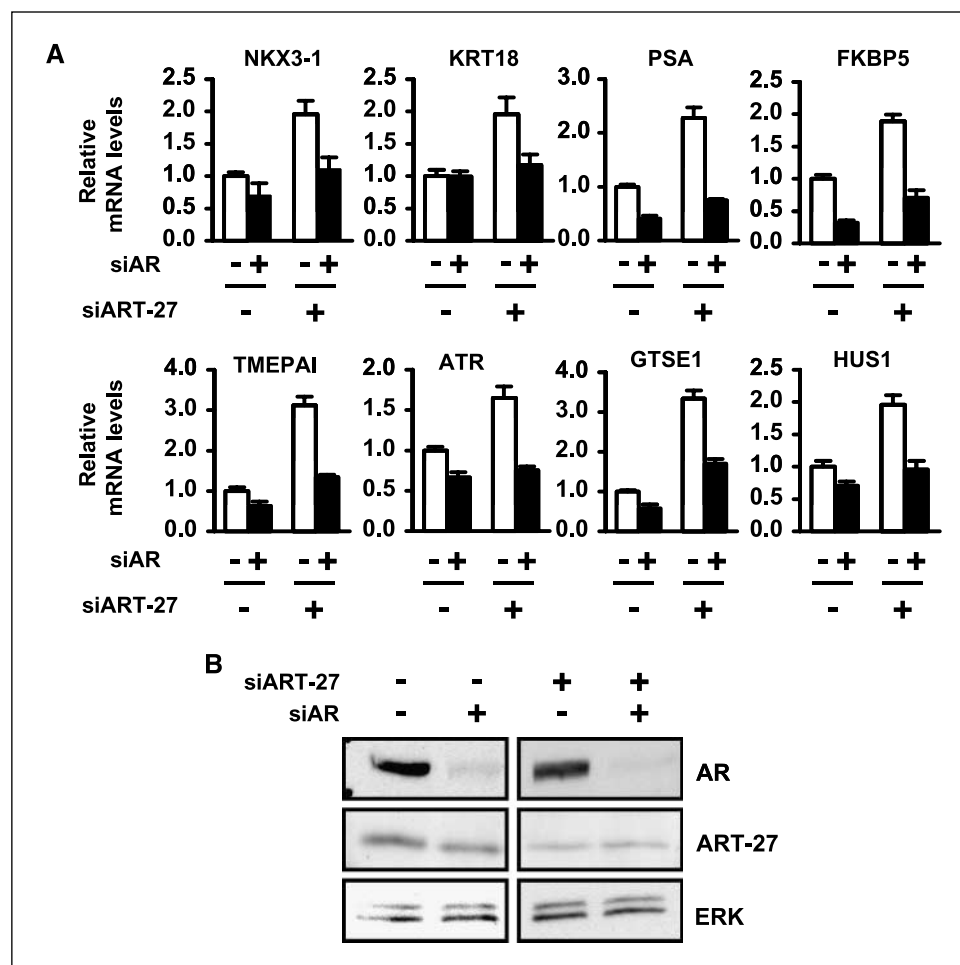 A
NKX3-1 KRT18 PSA FKBP5
Relative mRNA levels
2.5 2.5 3.0 2.5
2.0 2.0 2.0 2.0
1.5 1.5 1.5
1.0 1.0 1.0 1.0
0.5 0.5 0.5
0.0 0.0 0.0 0.0
siAR - + - + - + - + - + - + - + - +
siART-27 - + - + - + - +
TMEPAI ATR GTSE1 HUS1
Relative mRNA levels
4.0 2.0 4.0 2.5
3.0 1.5 3.0 2.0
2.0 1.0 2.0 1.5
1.0 0.5 1.0 1.0
0.5
0.0 0.0 0.0 0.0
siAR - + - + - + - + - + - + - + - +
siART-27 - + - + - + - +
B
siART-27 - - + +
siAR - + - +
AR
ART-27
ERK